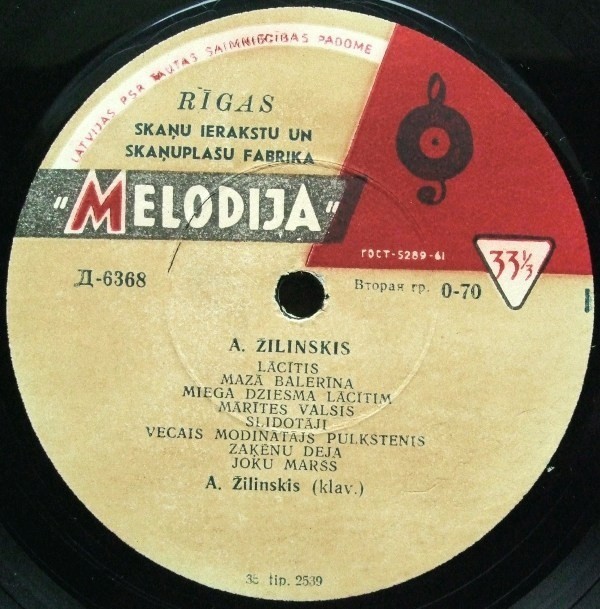 LATVIJAS PSR TAUTAS SAIMNIECĪBAS PADOME
RĪGAS
SKAŅU IERAKSTU UN
SKAŅUPLAŠU FABRIKA
"MELODIJA"
ГОСТ-5289-61
33⅓
Д-6368
Вторая гр. 0-70
A. ŽILINSKIS
LĀCĪTIS
MAZĀ BALERĪNA
MIEGA DZIESMA LĀCĪTIM
MĀRĪTES VALSIS
SLIDOTĀJI
VECAIS MODINĀTĀJS PULKSTENIS
ZAĶĒNU DEJA
JOKU MARŠS
A. Žilinskis (klav.)
35. tip. 2539